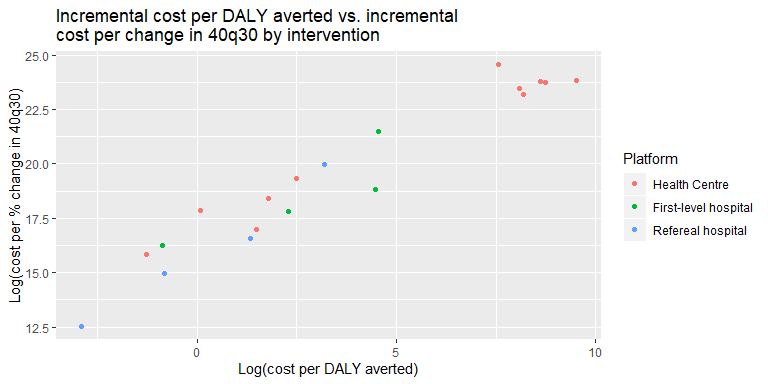 Incremental cost per DALY averted vs. incremental
cost per change in 40q30 by intervention
Log(cost per % change in 40q30)
25.0
22.5
20.0
17.5
15.0
12.5
0
5
10
Log(cost per DALY averted)
Platform
Health Centre
First-level hospital
Refereal hospital